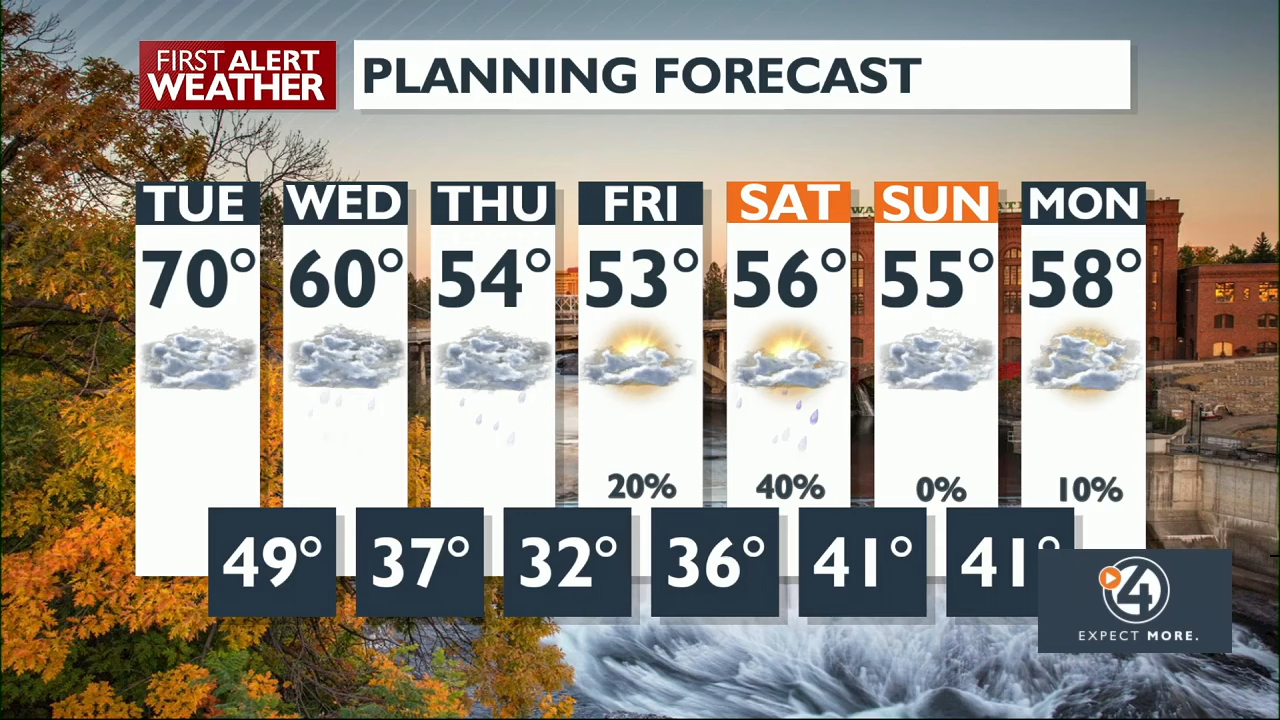 FIRST ALERT
WEATHER
PLANNING FORECAST
TUE WED THU FRI SAT SUN MON
70° 60° 54° 53° 56° 55° 58°
20% 40% 0% 10%
49° 37° 32° 36° 41° 41°
4
EXPECT MORE.